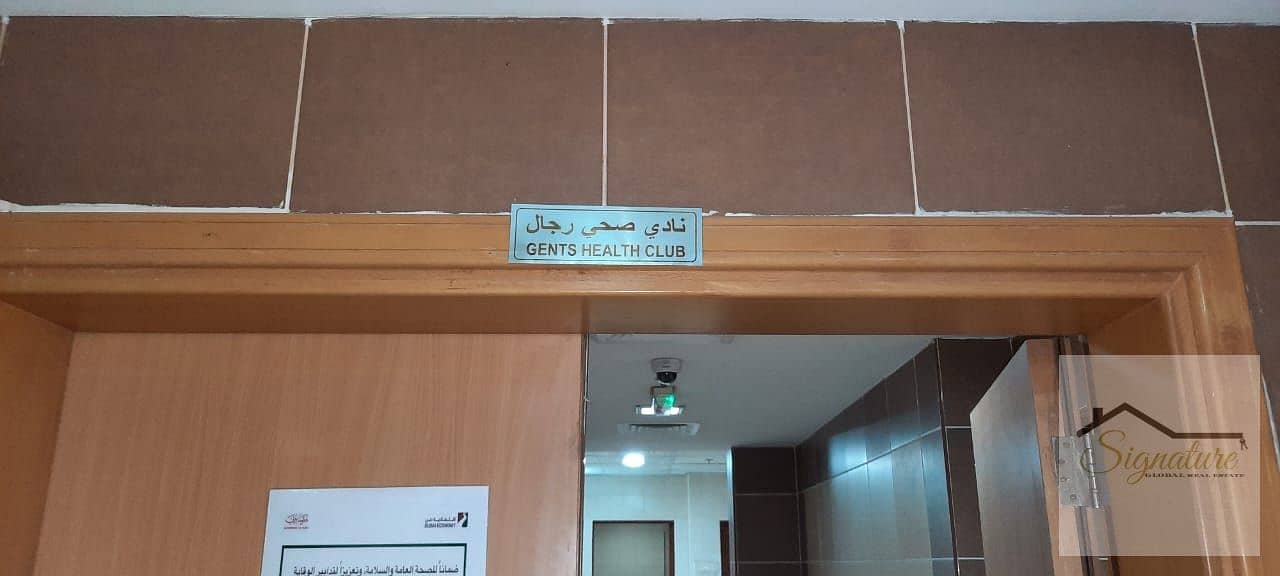 نادي صحي رجال
GENTS HEALTH CLUB
DUBAI ECONOMY
ضماناً للصحة العامة والسلامة، وتعزيزاً لتدابير الوقاية
Signature
GLOBAL REAL ESTATE